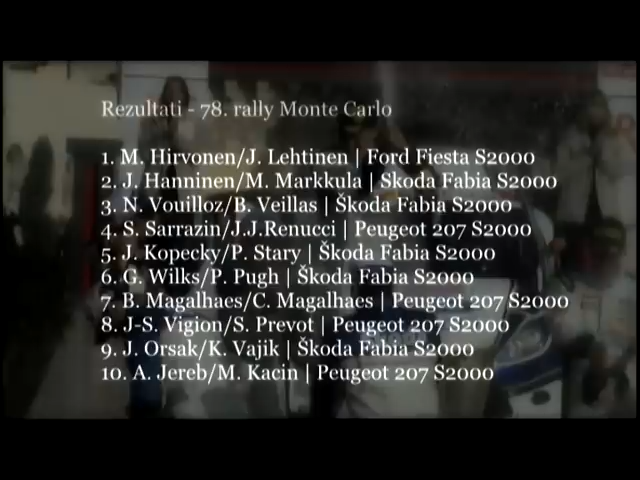 Rezultati - 78. rally Monte Carlo
1. M. Hirvonen/J. Lehtinen | Ford Fiesta S2000
2. J. Hanninen/M. Markkula | Skoda Fabia S2000
3. N. Vouilloz/B. Veillas | Škoda Fabia S2000
4. S. Sarrazin/J.J.Renucci | Peugeot 207 S2000
5. J. Kopecky/P. Stary | Škoda Fabia S2000
6. G. Wilks/P. Pugh | Škoda Fabia S2000
7. B. Magalhaes/C. Magalhaes | Peugeot 207 S2000
8. J-S. Vigion/S. Prevot | Peugeot 207 S2000
9. J. Orsak/K. Vajik | Škoda Fabia S2000
10. A. Jereb/M. Kacin | Peugeot 207 S2000